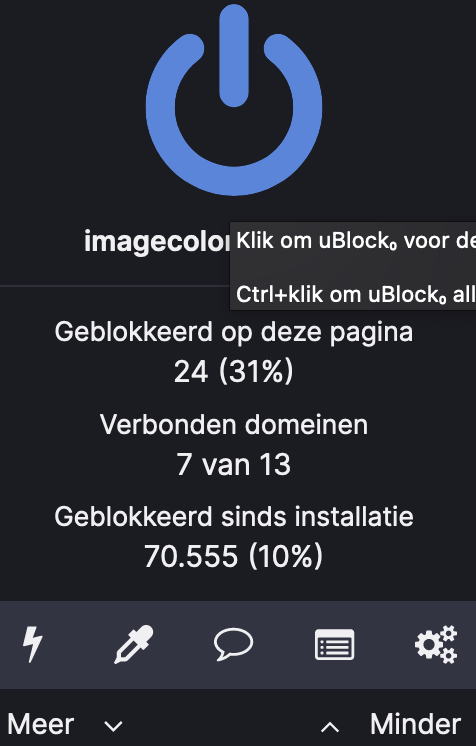 imagecolor
Klik om uBlock₀ voor de
Ctrl+klik om uBlock₀ all
Geblokkeerd op deze pagina
24 (31%)
Verbonden domeinen
7 van 13
Geblokkeerd sinds installatie
70.555 (10%)
Meer Minder